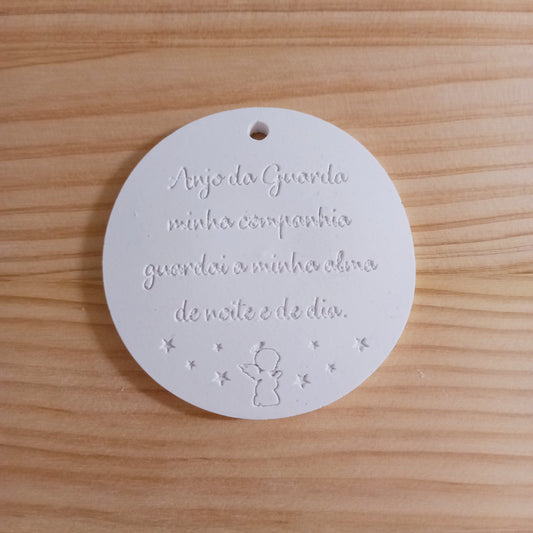 Anjo da Guarda
minha companhia
guardai a minha alma
de noite e de dia.